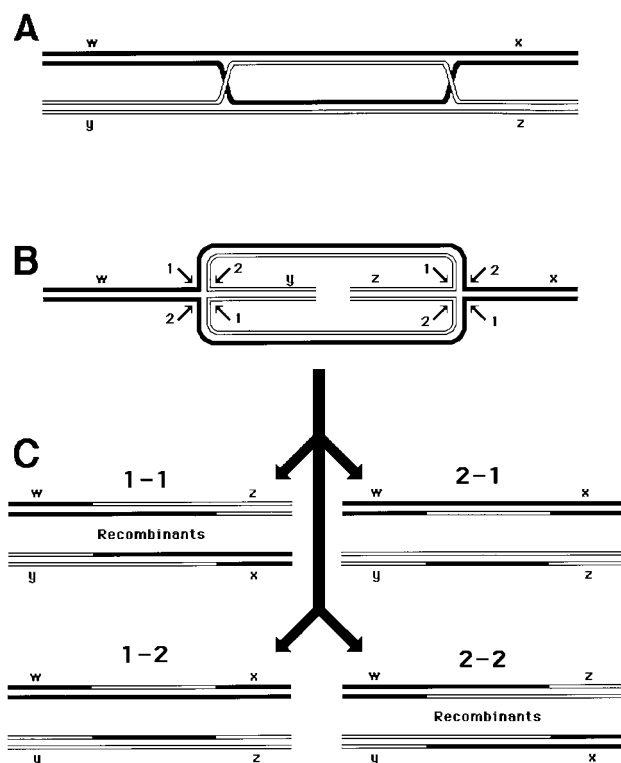 A
w x
y z
B
1 2 1 2
w y z x
2 1 2 1
C
1-1 2-1
w z w x
Recombinants
y x y z
1-2 2-2
w x w z
Recombinants
y z y x